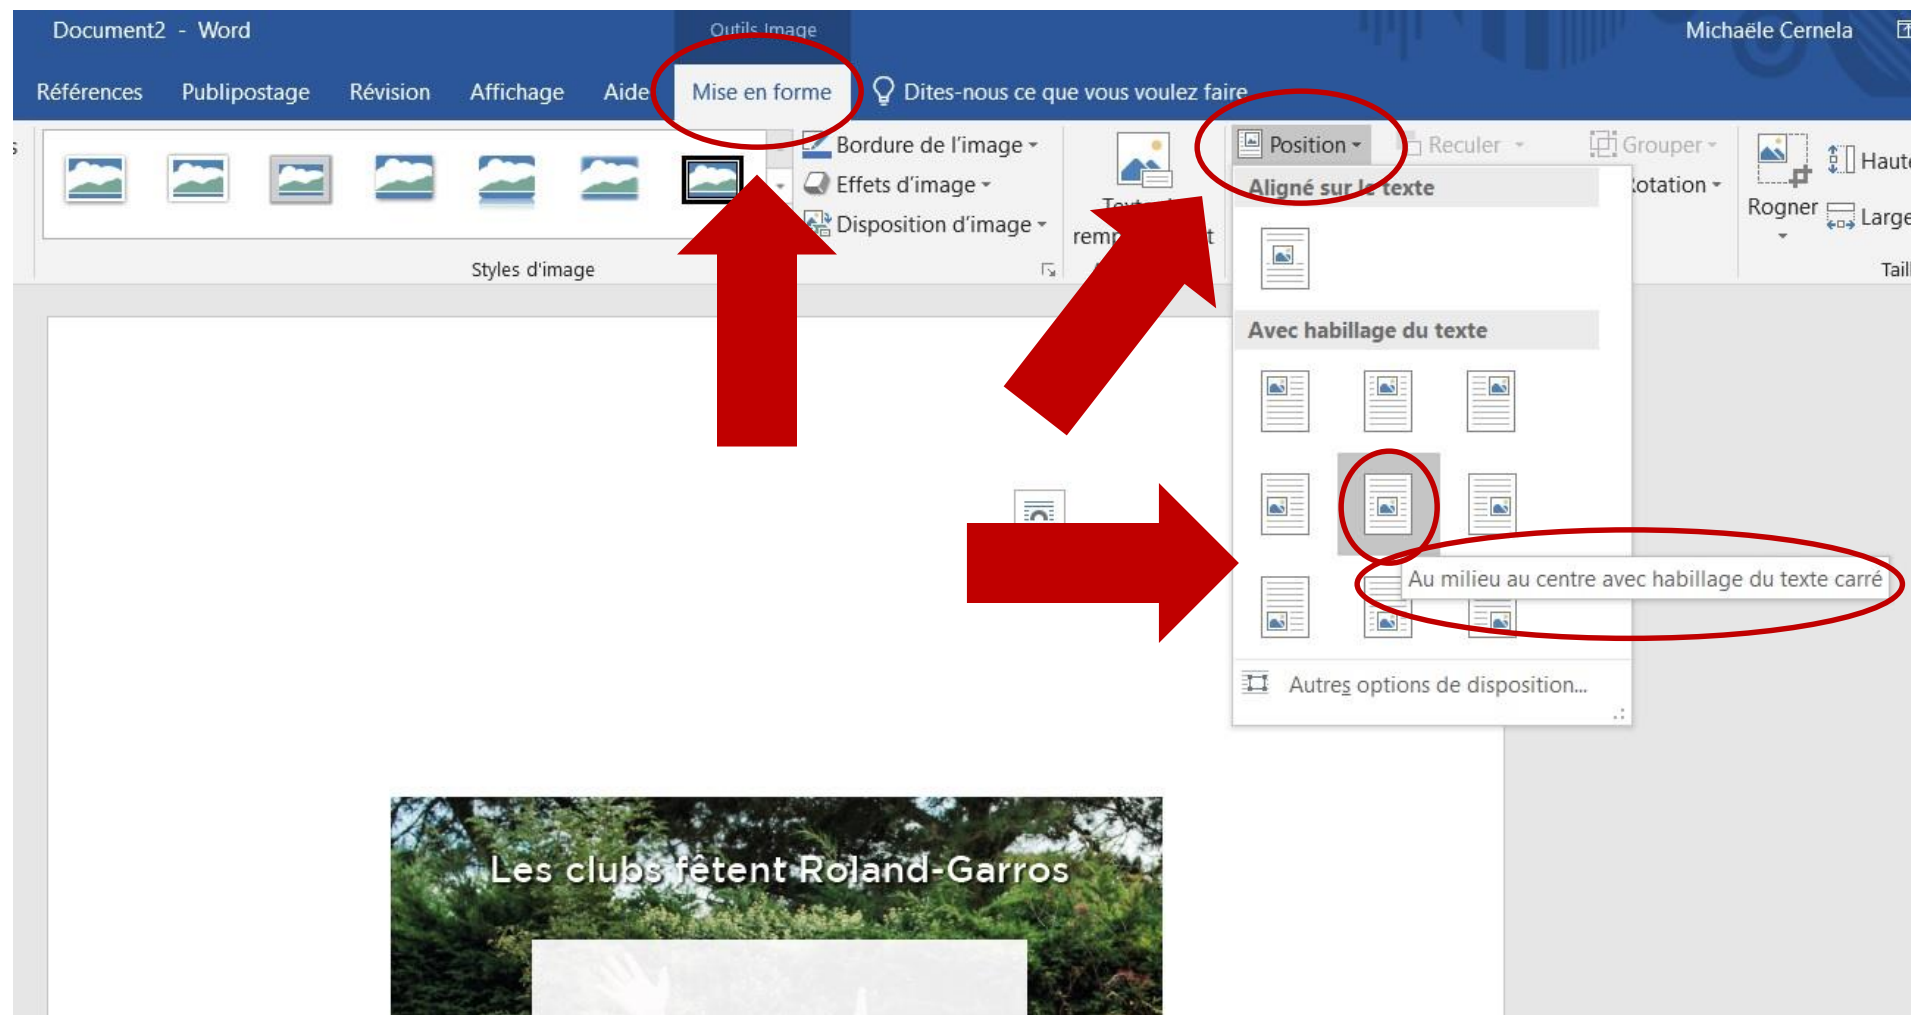 Document2 - Word
Outils Image
Michaële Cernela
Références Publipostage Révision Affichage Aide Mise en forme Dites-nous ce que vous voulez faire
Bordure de l'image
Effets d'image
Disposition d'image
Styles d'image
Position
Reculer
Grouper
Rogner
Aligné sur le texte
Avec habillage du texte
Au milieu au centre avec habillage du texte carré
Autres options de disposition...
Les clubs fêtent Roland-Garros